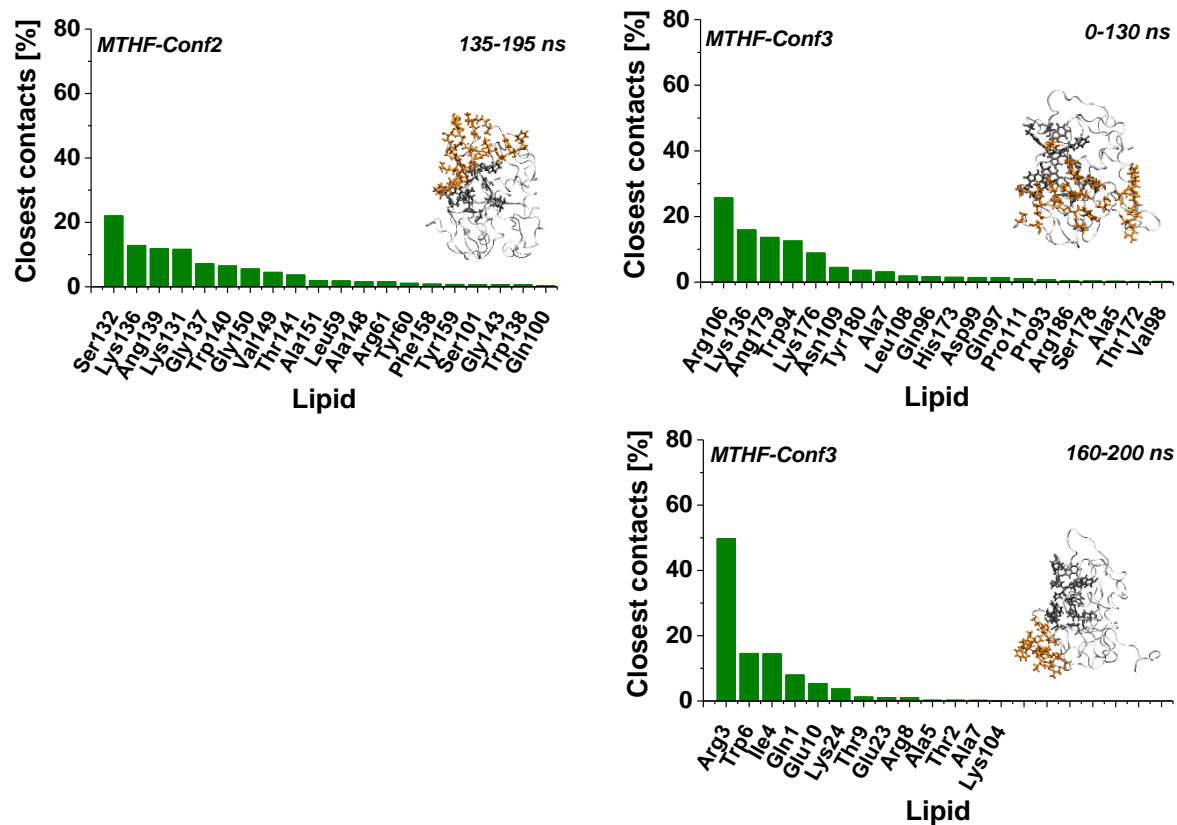 MTHF-Conf2
135-195 ns
Closest contacts [%]
80
60
40
20
0
Ser132
Lys136
Arg139
Lys131
Gly137
Trp140
Gly150
Val149
Thr141
Ala151
Leu59
Ala148
Arg61
Tyr60
Phe158
Tyr159
Ser101
Gly143
Trp138
Gln100
Lipid
MTHF-Conf3
0-130 ns
Closest contacts [%]
80
60
40
20
0
Arg106
Lys136
Arg179
Trp94
Lys176
Asn109
Tyr180
Ala7
Leu108
Gln96
His173
Asp99
Gln97
Pro111
Pro93
Arg186
Ser178
Ala5
Thr172
Val98
Lipid
MTHF-Conf3
160-200 ns
Closest contacts [%]
80
60
40
20
0
Arg3
Trp6
Ile4
Gln1
Glu10
Lys24
Thr9
Glu23
Arg8
Ala5
Thr2
Ala7
Lys104
Lipid